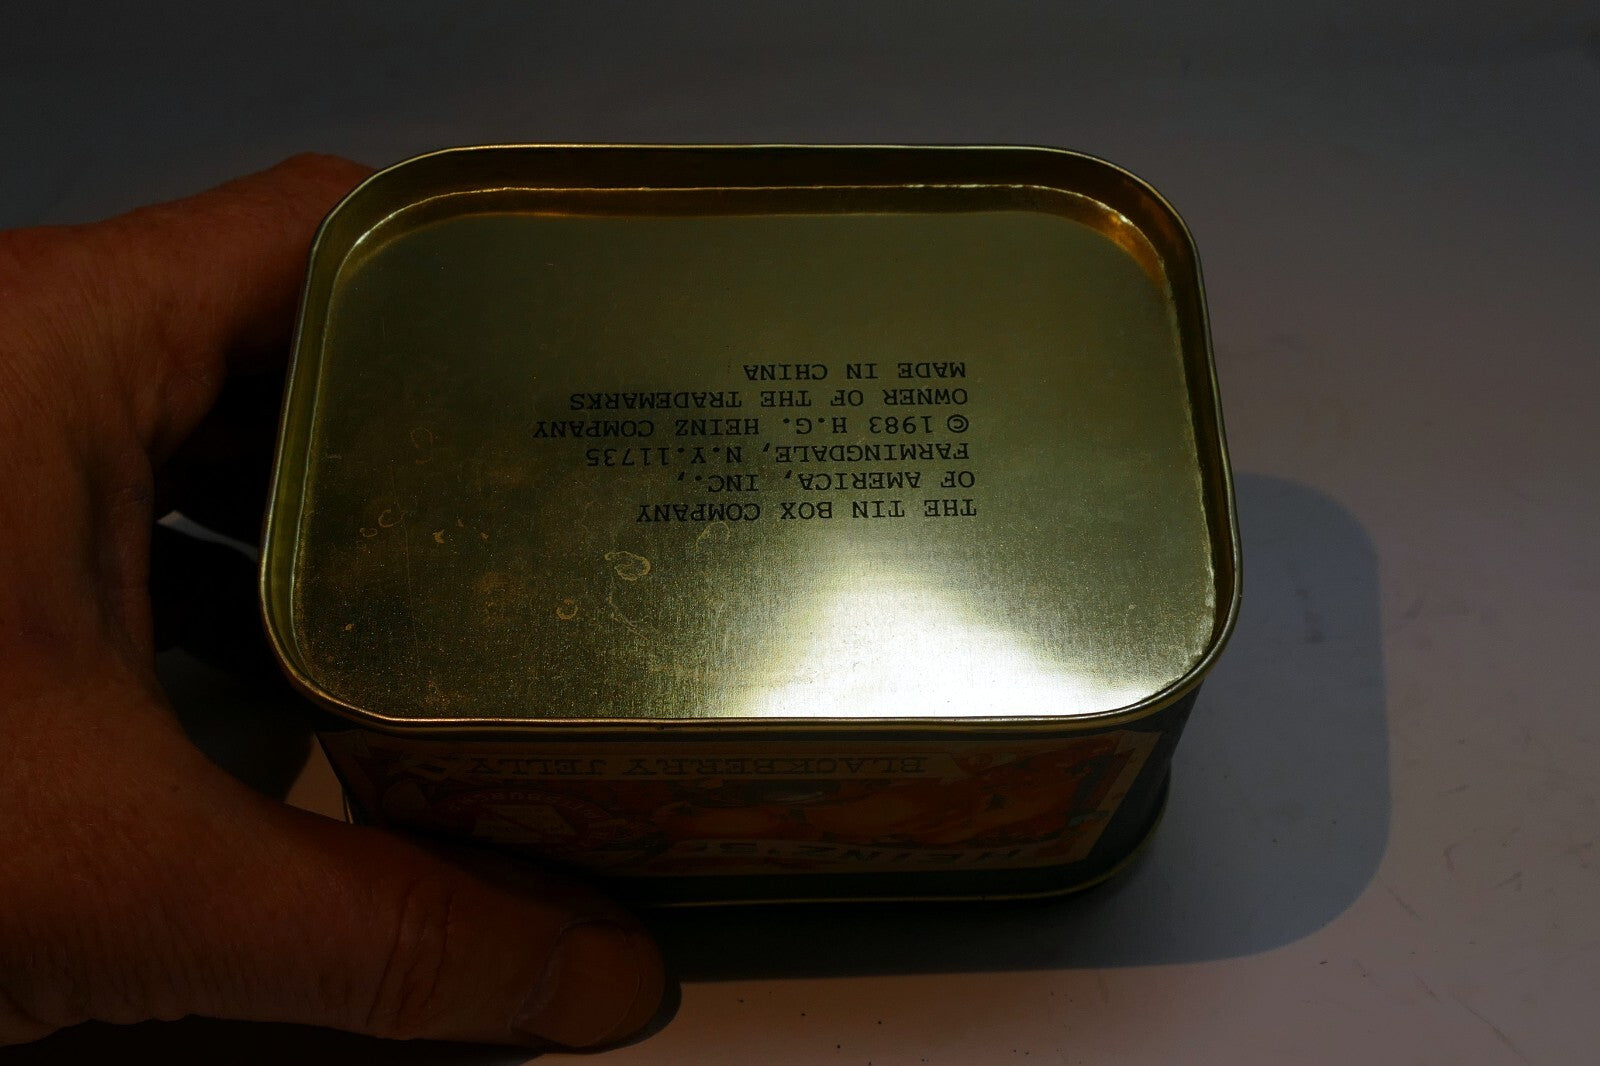 THE TIN BOX COMPANY
OF AMERICA, INC.,
FARMINGDALE, N.Y.11735
© 1983 H.G. HEINZ COMPANY
OWNER OF THE TRADEMARKS
MADE IN CHINA
BLACKBERRY JELLY
HEINZ